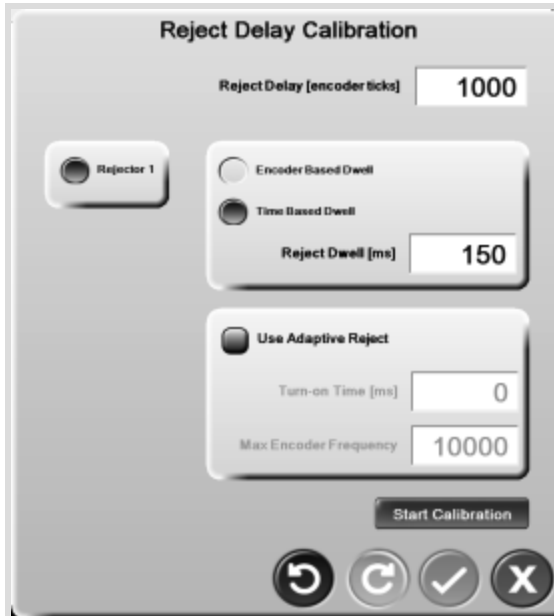 Reject Delay Calibration
Reject Delay [encoder ticks] 1000
Rejector 1
Encoder Based Dwell
Time Based Dwell
Reject Dwell [ms] 150
Use Adaptive Reject
Turn-on Time [ms] 0
Max Encoder Frequency 10000
Start Calibration